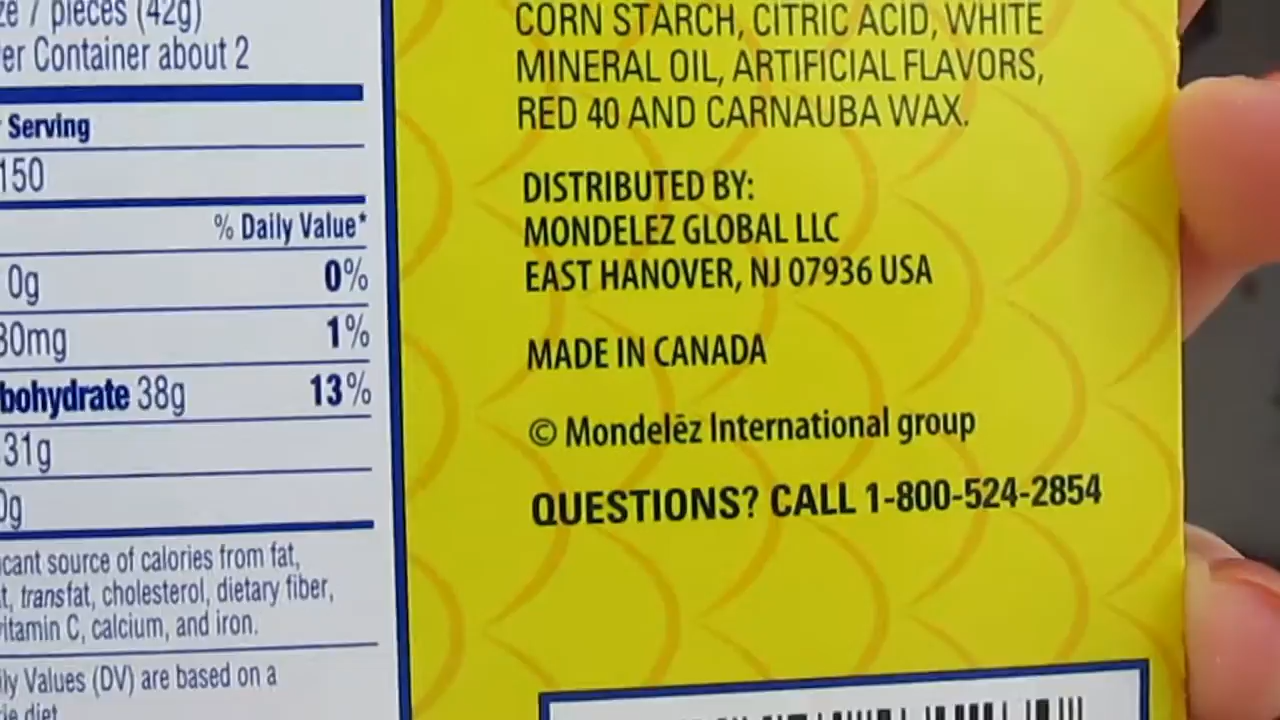 7 pieces (42g)
er Container about 2
Serving
150
% Daily Value*
0g 0%
30mg 1%
bohydrate 38g 13%
31g
0g
cant source of calories from fat,
t, transfat, cholesterol, dietary fiber,
vitamin C, calcium, and iron.
ly Values (DV) are based on a
diet
CORN STARCH, CITRIC ACID, WHITE
MINERAL OIL, ARTIFICIAL FLAVORS,
RED 40 AND CARNAUBA WAX.
DISTRIBUTED BY:
MONDELEZ GLOBAL LLC
EAST HANOVER, NJ 07936 USA
MADE IN CANADA
© Mondelēz International group
QUESTIONS? CALL 1-800-524-2854